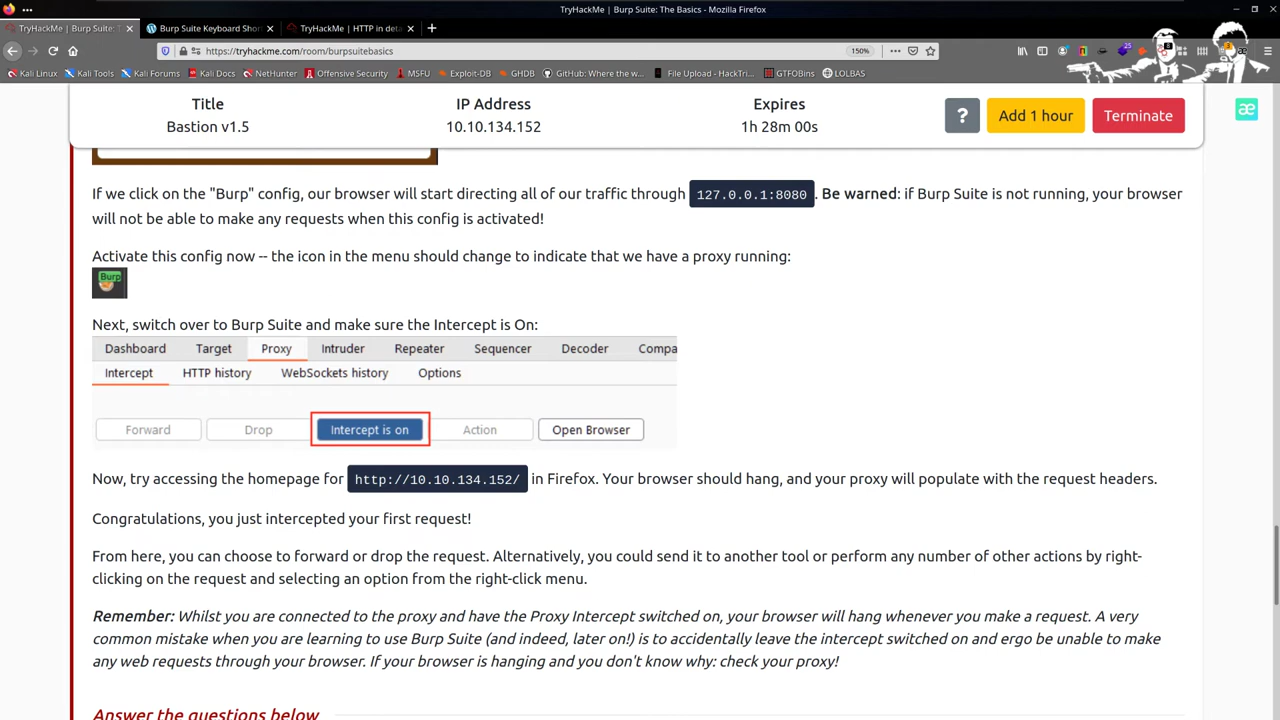 TryHackMe | Burp Suite: The Basics - Mozilla Firefox
TryHackMe | Burp Suite: T
Burp Suite Keyboard Shor
TryHackMe | HTTP in deta
https://tryhackme.com/room/burpsuitebasics
150%
Kali Linux
Kali Tools
Kali Forums
Kali Docs
NetHunter
Offensive Security
MSFU
Exploit-DB
GHDB
GitHub: Where the w...
File Upload - HackTri...
GTFOBins
LOLBAS
Title
IP Address
Expires
Bastion v1.5
10.10.134.152
1h 28m 00s
?
Add 1 hour
Terminate
If we click on the "Burp" config, our browser will start directing all of our traffic through 127.0.0.1:8080. Be warned: if Burp Suite is not running, your browser
will not be able to make any requests when this config is activated!
Activate this config now -- the icon in the menu should change to indicate that we have a proxy running:
Burp
Next, switch over to Burp Suite and make sure the Intercept is On:
Dashboard Target Proxy Intruder Repeater Sequencer Decoder Compa
Intercept HTTP history WebSockets history Options
Forward Drop Intercept is on Action Open Browser
Now, try accessing the homepage for http://10.10.134.152/ in Firefox. Your browser should hang, and your proxy will populate with the request headers.
Congratulations, you just intercepted your first request!
From here, you can choose to forward or drop the request. Alternatively, you could send it to another tool or perform any number of other actions by right-
clicking on the request and selecting an option from the right-click menu.
Remember: Whilst you are connected to the proxy and have the Proxy Intercept switched on, your browser will hang whenever you make a request. A very
common mistake when you are learning to use Burp Suite (and indeed, later on!) is to accidentally leave the intercept switched on and ergo be unable to make
any web requests through your browser. If your browser is hanging and you don't know why: check your proxy!
Answer the questions below